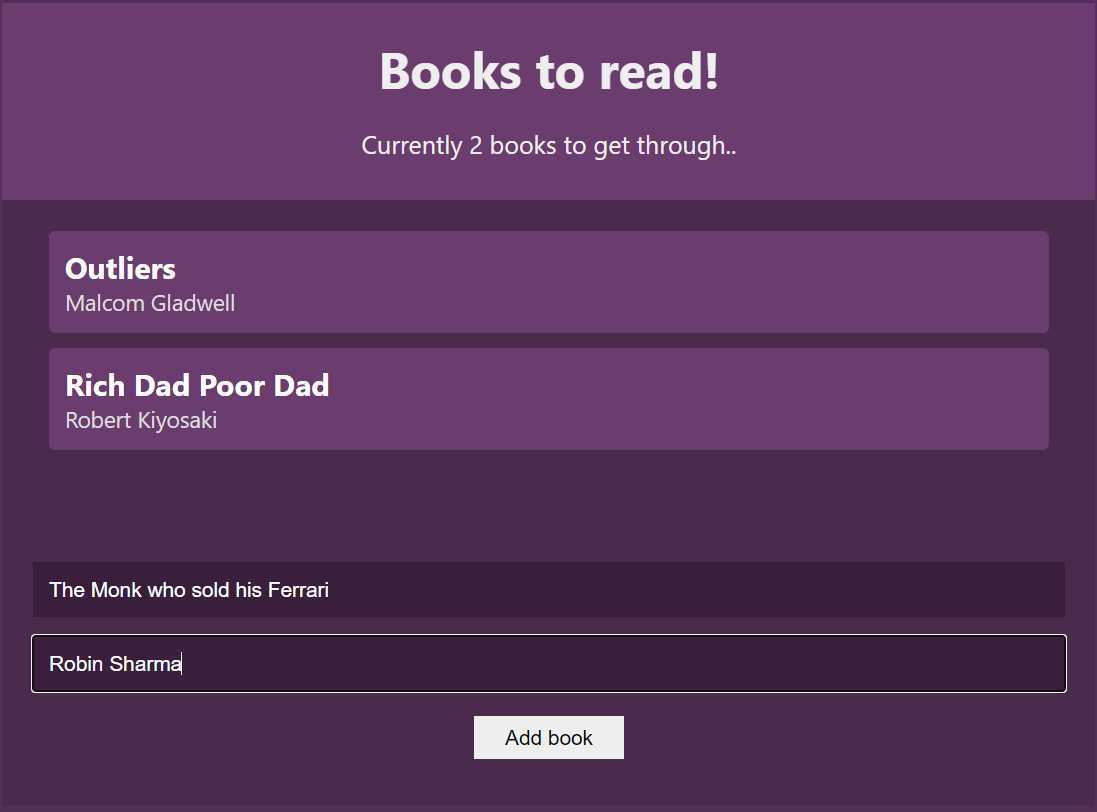 Books to read!
Currently 2 books to get through..
Outliers
Malcom Gladwell
Rich Dad Poor Dad
Robert Kiyosaki
The Monk who sold his Ferrari
Robin Sharma
Add book